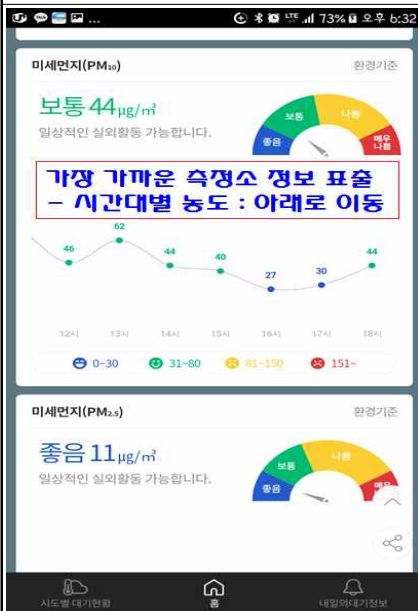 LTE 73% 오후 6:32
미세먼지(PM₁₀) 환경기준
보통 44 μg/㎥
일상적인 실외활동 가능합니다.
좋음 보통 나쁨 매우 나쁨
가장 가까운 측정소 정보 표출
- 시간대별 농도 : 아래로 이동
46 62 44 40 27 30 44
12시 13시 14시 15시 16시 17시 18시
0~30 31~80 81~150 151~
미세먼지(PM₂.₅) 환경기준
좋음 11 μg/㎥
일상적인 실외활동 가능합니다.
좋음 보통 나쁨 매우
시도별 대기현황 홈 내일의대기정보